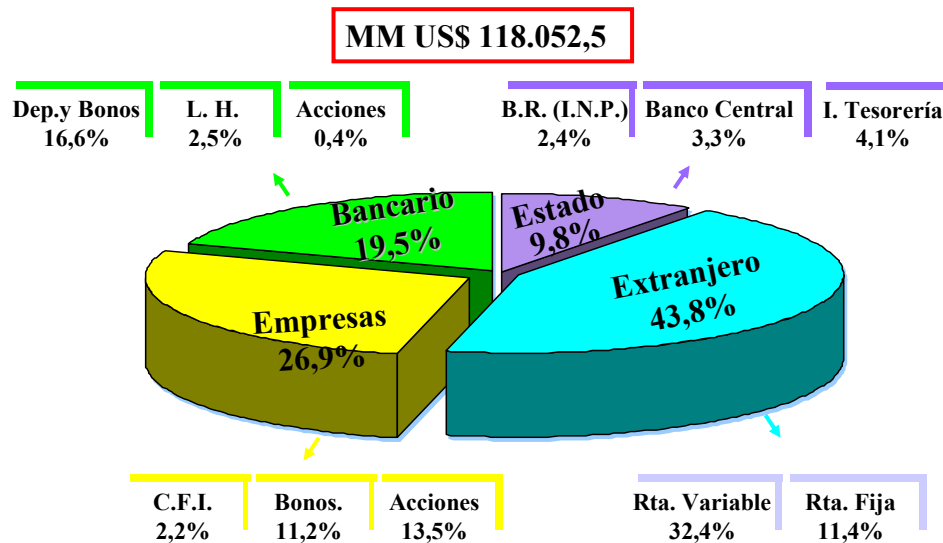 MM US$ 118.052,5
Dep.y Bonos
16,6%
L. H.
2,5%
Acciones
0,4%
B.R. (I.N.P.)
2,4%
Banco Central
3,3%
I. Tesorería
4,1%
Bancario
19,5%
Estado
9,8%
Extranjero
43,8%
Empresas
26,9%
C.F.I.
2,2%
Bonos.
11,2%
Acciones
13,5%
Rta. Variable
32,4%
Rta. Fija
11,4%